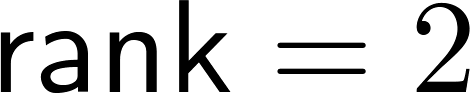 rank = 2